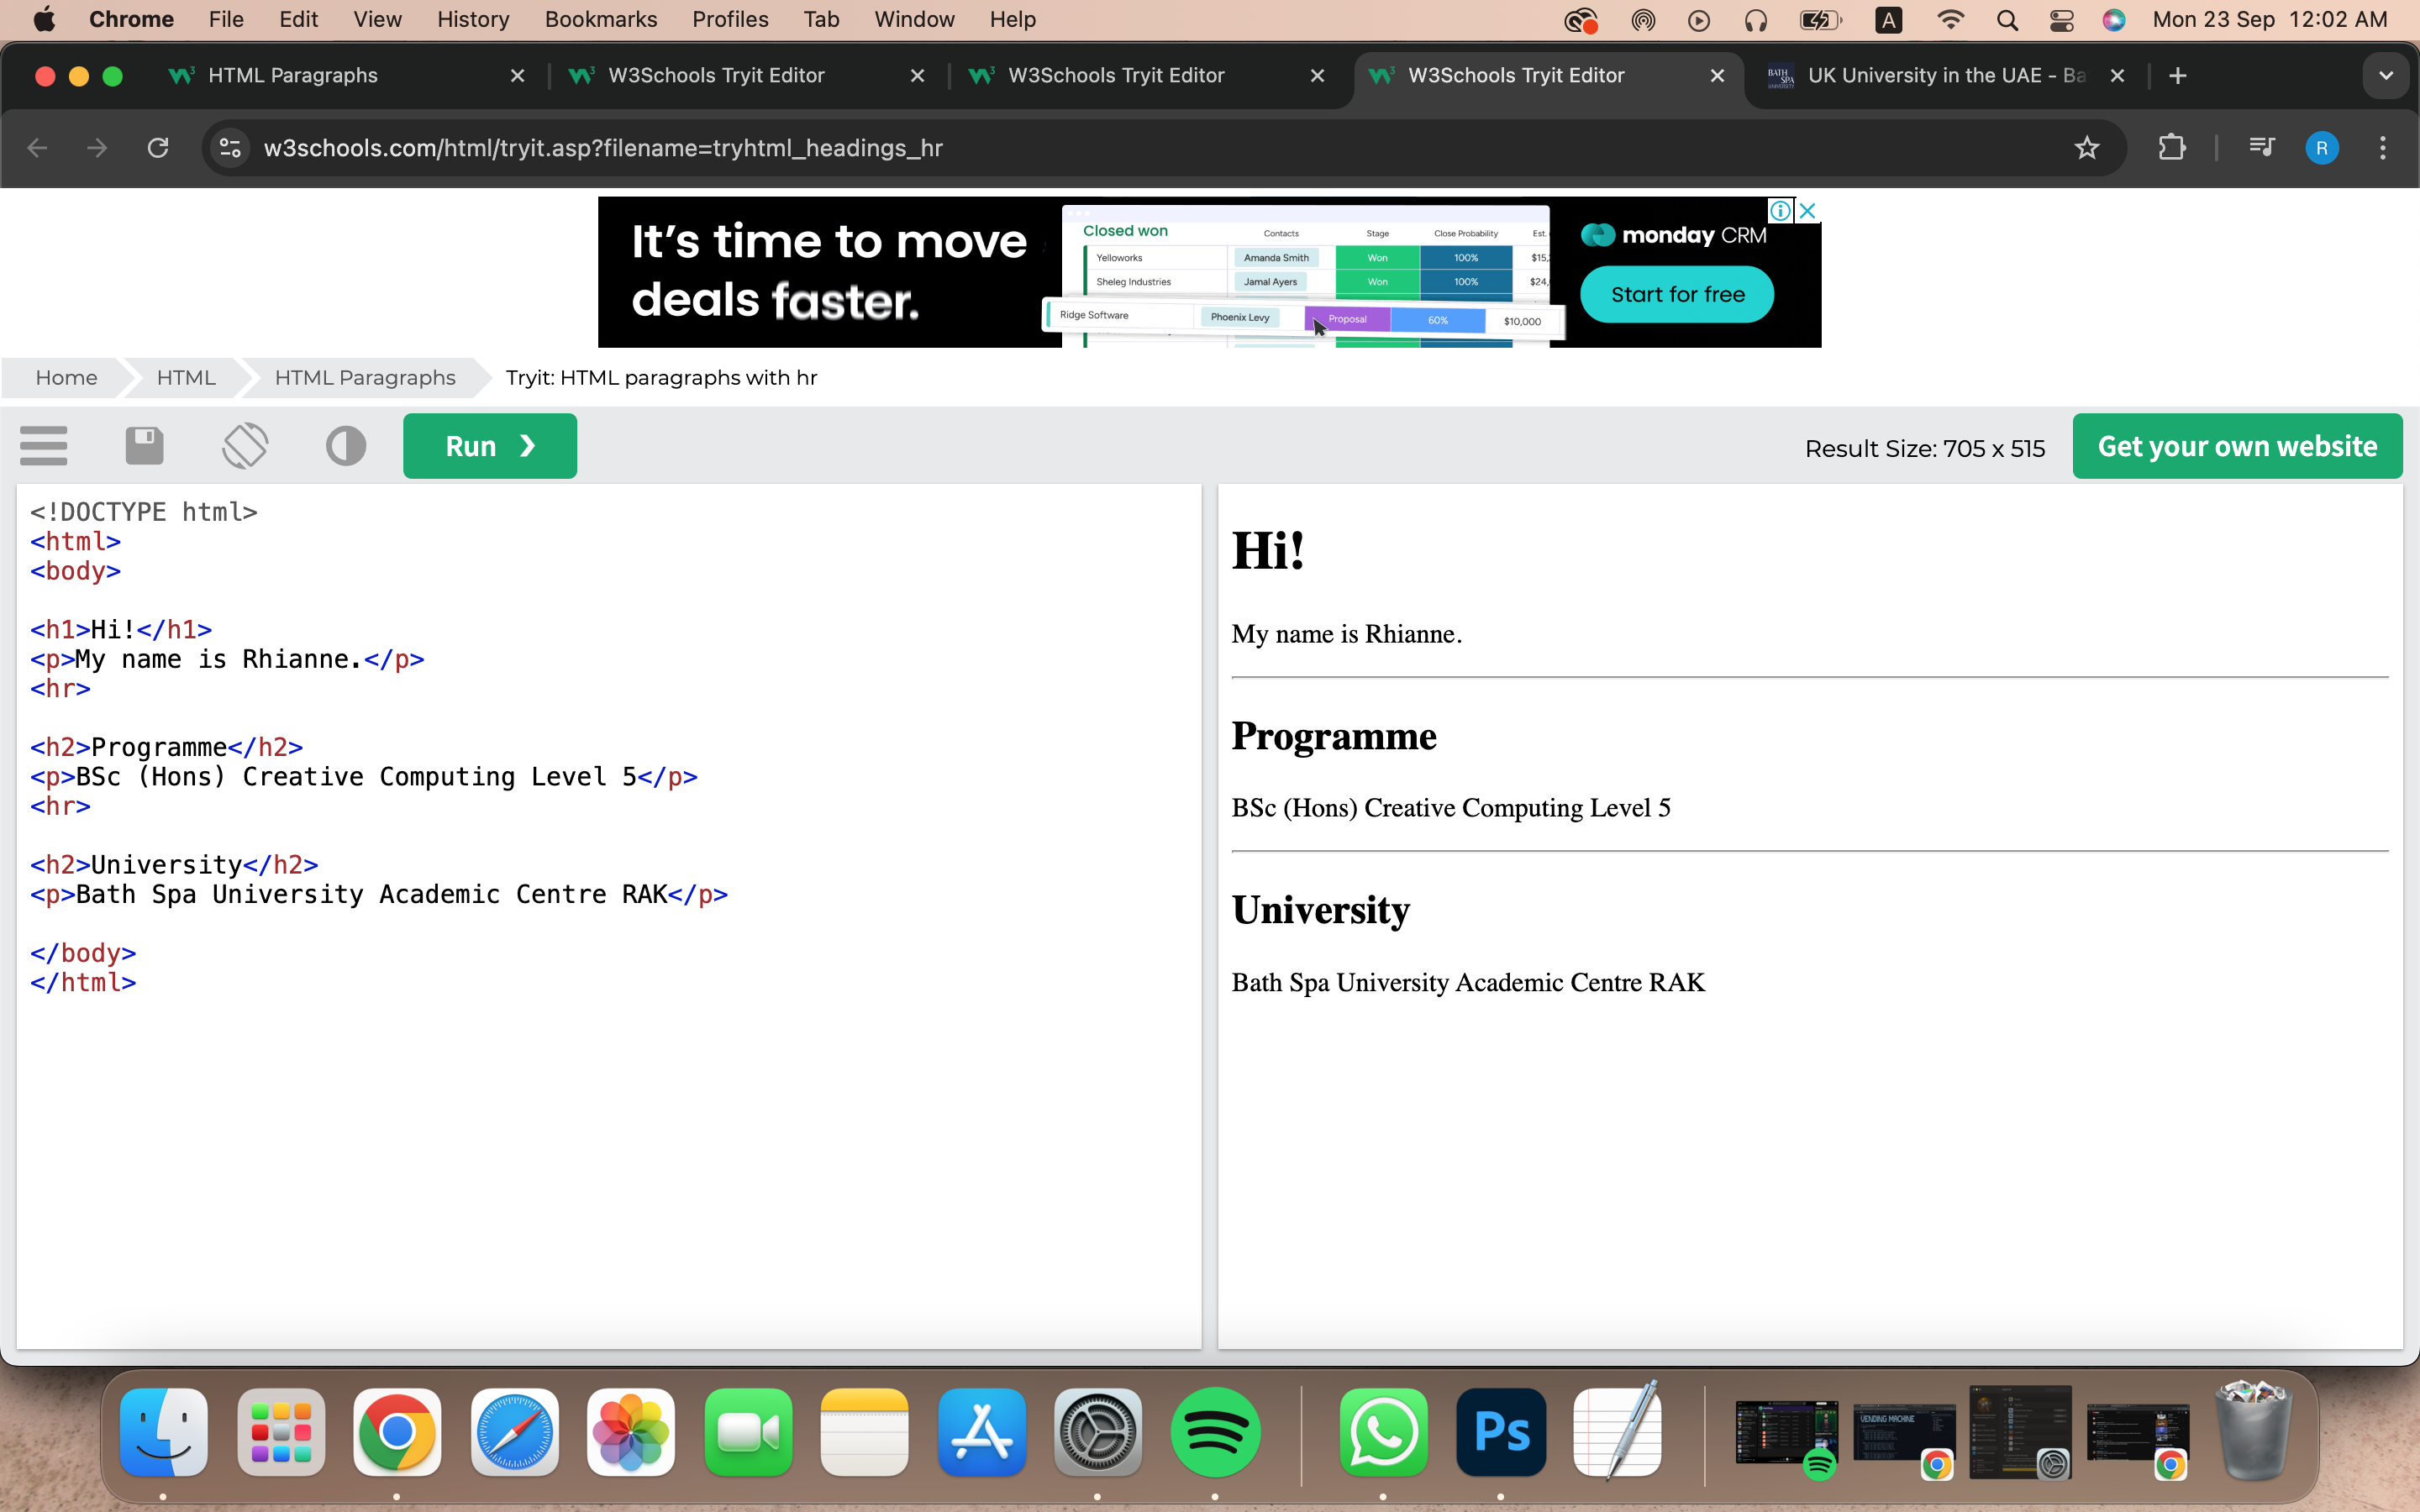 Chrome File Edit View History Bookmarks Profiles Tab Window Help A Mon 23 Sep 12:02 AM
HTML Paragraphs W3Schools Tryit Editor W3Schools Tryit Editor W3Schools Tryit Editor BATH SPA UNIVERSITY UK University in the UAE - Ba
w3schools.com/html/tryit.asp?filename=tryhtml_headings_hr R
It's time to move
deals faster.
Closed won Contacts Stage Close Probability Est.
Yelloworks Amanda Smith Won 100% $15,
Sheleg Industries Jamal Ayers Won 100% $24,
Ridge Software Phoenix Levy Proposal 60% $10,000
monday CRM
Start for free
Home HTML HTML Paragraphs Tryit: HTML paragraphs with hr
Run ❯ Result Size: 705 x 515 Get your own website
<!DOCTYPE html>
<html>
<body>
<h1>Hi!</h1>
<p>My name is Rhianne.</p>
<hr>
<h2>Programme</h2>
<p>BSc (Hons) Creative Computing Level 5</p>
<hr>
<h2>University</h2>
<p>Bath Spa University Academic Centre RAK</p>
</body>
</html>
Hi!
My name is Rhianne.
Programme
BSc (Hons) Creative Computing Level 5
University
Bath Spa University Academic Centre RAK
Ps
VENDING MACHINE